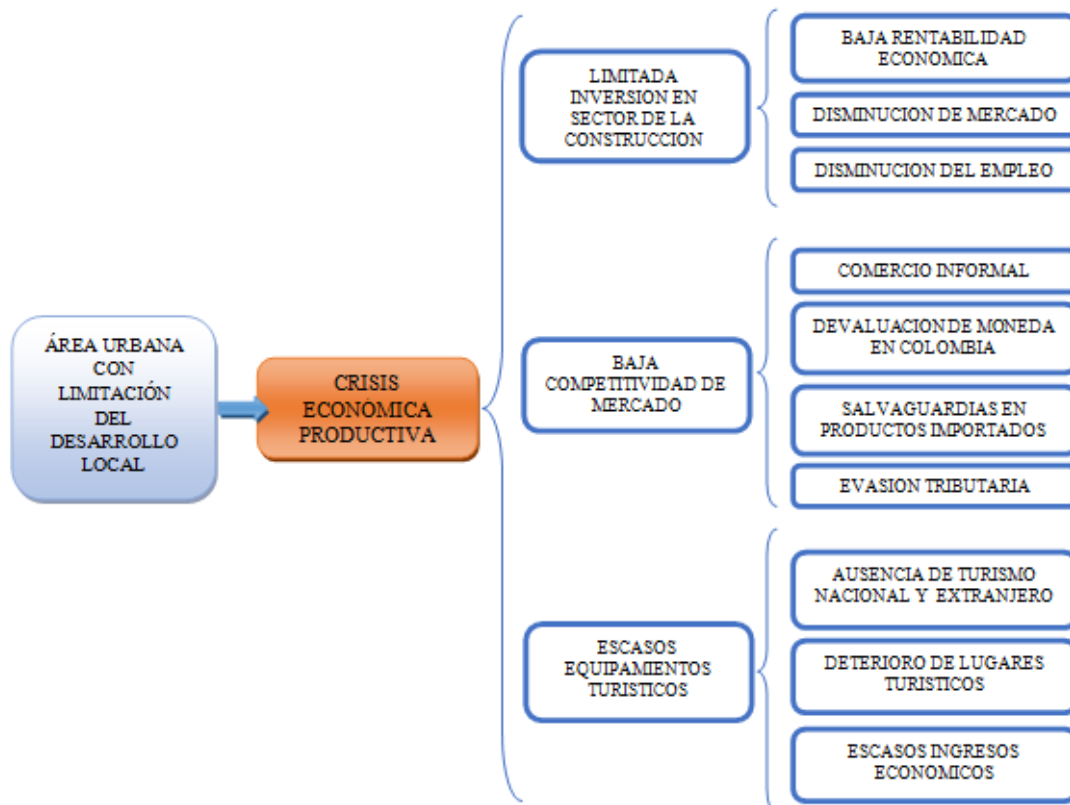 ÁREA URBANA
CON
LIMITACIÓN
DEL
DESARROLLO
LOCAL
CRISIS
ECONÓMICA
PRODUCTIVA
LIMITADA
INVERSION EN
SECTOR DE LA
CONSTRUCCION
BAJA RENTABILIDAD
ECONOMICA
DISMINUCION DE MERCADO
DISMINUCION DEL EMPLEO
BAJA
COMPETITIVIDAD DE
MERCADO
COMERCIO INFORMAL
DEVALUACION DE MONEDA
EN COLOMBIA
SALVAGUARDIAS EN
PRODUCTOS IMPORTADOS
EVASION TRIBUTARIA
ESCASOS
EQUIPAMIENTOS
TURISTICOS
AUSENCIA DE TURISMO
NACIONAL Y EXTRANJERO
DETERIORO DE LUGARES
TURISTICOS
ESCASOS INGRESOS
ECONOMICOS